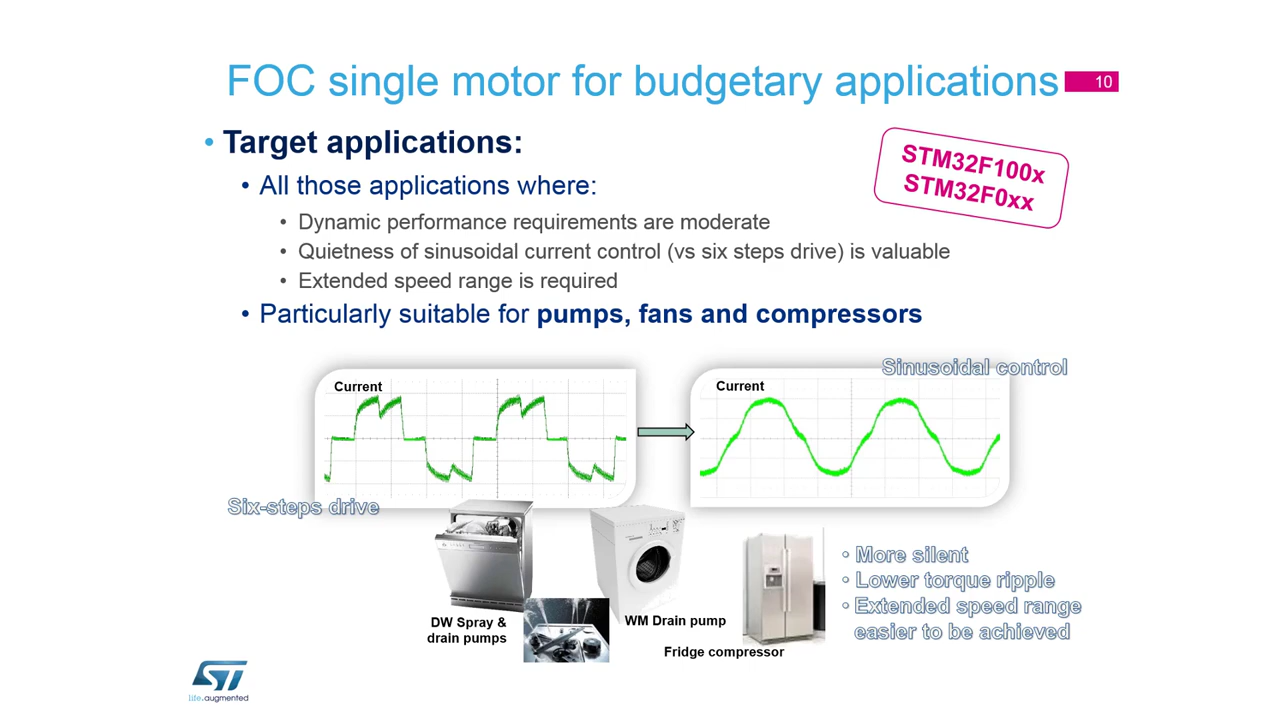 FOC single motor for budgetary applications
10
• Target applications:
STM32F100x
STM32F0xx
• All those applications where:
• Dynamic performance requirements are moderate
• Quietness of sinusoidal current control (vs six steps drive) is valuable
• Extended speed range is required
• Particularly suitable for pumps, fans and compressors
Sinusoidal control
Current
Current
Six-steps drive
• More silent
• Lower torque ripple
• Extended speed range
easier to be achieved
DW Spray &
drain pumps
WM Drain pump
Fridge compressor
ST
life.augmented